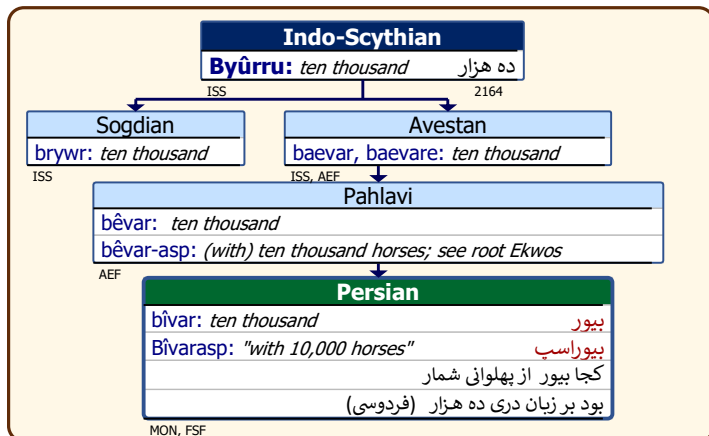 Indo-Scythian
Byûrru: ten thousand ده هزار
ISS 2164
Sogdian
brywr: ten thousand
ISS
Avestan
baevar, baevare: ten thousand
ISS, AEF
Pahlavi
bêvar: ten thousand
bêvar-asp: (with) ten thousand horses; see root Ekwos
AEF
Persian
bîvar: ten thousand بیور
Bîvarasp: "with 10,000 horses" بیوراسپ
کجا بیور از پهلوانی شمار
بود بر زبان دری ده هزار (فردوسی)
MON, FSF